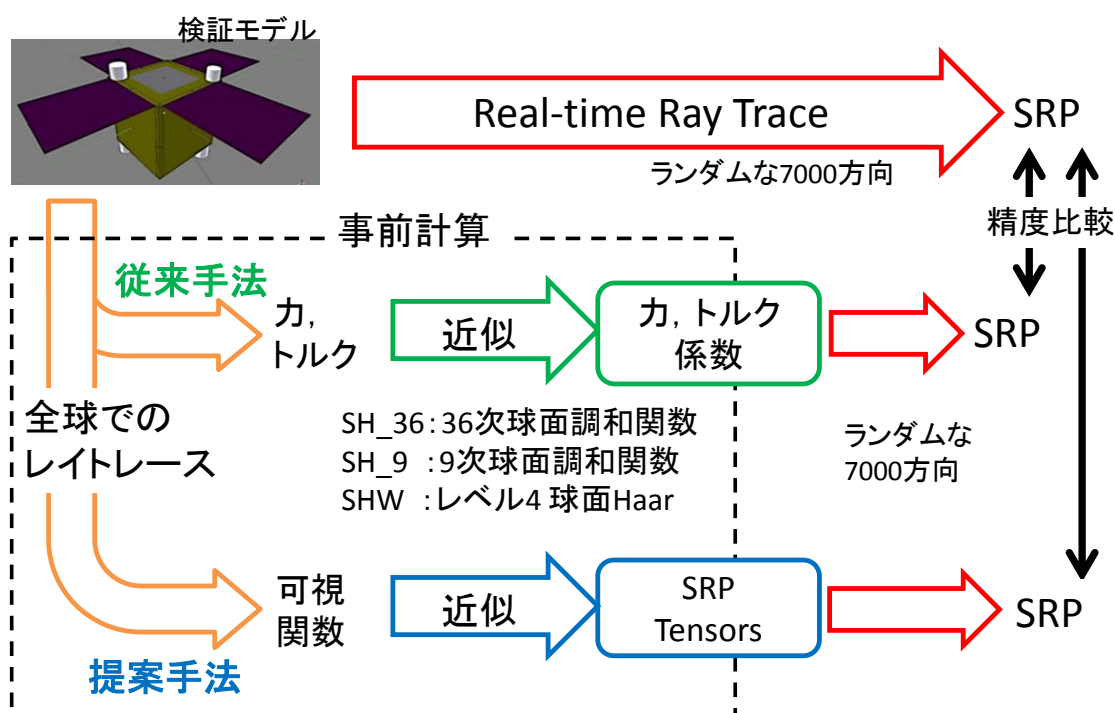 検証モデル
Real-time Ray Trace
SRP
ランダムな7000方向
精度比較
事前計算
従来手法
力,
トルク
近似
力, トルク
係数
SRP
全球での
レイトレース
SH_36:36次球面調和関数
SH_9 :9次球面調和関数
SHW :レベル4 球面Haar
ランダムな
7000方向
可視
関数
近似
SRP
Tensors
SRP
提案手法